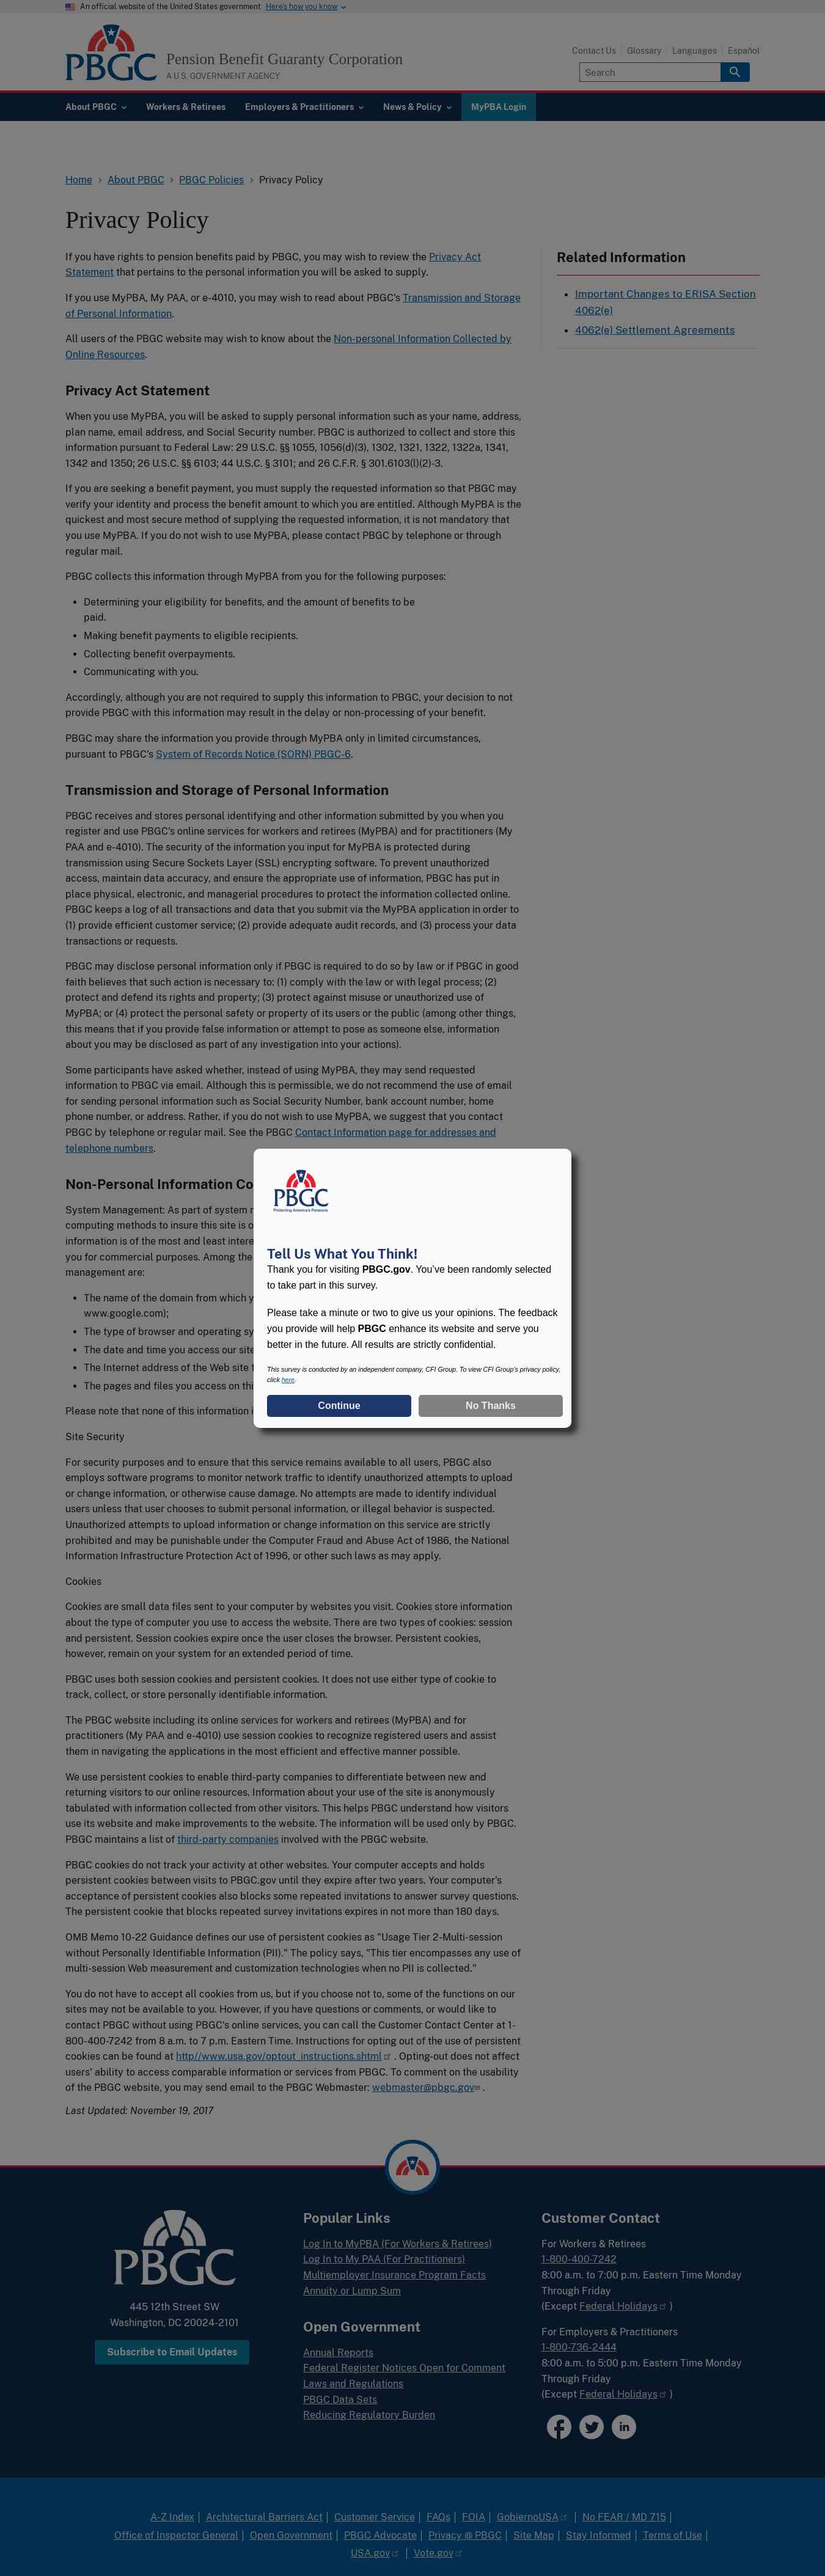 An official website of the United States government Here's how you know
Contact Us Glossary Languages Español
PBGC Pension Benefit Guaranty Corporation
A U.S. GOVERNMENT AGENCY
Search
About PBGC Workers & Retirees Employers & Practitioners News & Policy MyPBA Login
Home About PBGC PBGC Policies Privacy Policy
Privacy Policy
If you have rights to pension benefits paid by PBGC, you may wish to review the Privacy Act
Statement that pertains to the personal information you will be asked to supply.
If you use MyPBA, My PAA, or e-4010, you may wish to read about PBGC's Transmission and Storage
of Personal Information.
All users of the PBGC website may wish to know about the Non-personal Information Collected by
Online Resources.
Related Information
Important Changes to ERISA Section
4062(e)
4062(e) Settlement Agreements
Privacy Act Statement
When you use MyPBA, you will be asked to supply personal information such as your name, address,
plan name, email address, and Social Security number. PBGC is authorized to collect and store this
information pursuant to Federal Law: 29 U.S.C. §§ 1055, 1056(d)(3), 1302, 1321, 1322, 1322a, 1341,
1342 and 1350; 26 U.S.C. §§ 6103; 44 U.S.C. § 3101; and 26 C.F.R. § 301.6103(l)(2)-3.
If you are seeking a benefit payment, you must supply the requested information so that PBGC may
verify your identity and process the benefit amount to which you are entitled. Although MyPBA is the
quickest and most secure method of supplying the requested information, it is not mandatory that
you use MyPBA. If you do not wish to use MyPBA, please contact PBGC by telephone or through
regular mail.
PBGC collects this information through MyPBA from you for the following purposes:
Determining your eligibility for benefits, and the amount of benefits to be
paid.
Making benefit payments to eligible recipients.
Collecting benefit overpayments.
Communicating with you.
Accordingly, although you are not required to supply this information to PBGC, your decision to not
provide PBGC with this information may result in the delay or non-processing of your benefit.
PBGC may share the information you provide through MyPBA only in limited circumstances,
pursuant to PBGC's System of Records Notice (SORN) PBGC-6.
Transmission and Storage of Personal Information
PBGC receives and stores personal identifying and other information submitted by you when you
register and use PBGC's online services for workers and retirees (MyPBA) and for practitioners (My
PAA and e-4010). The security of the information you input for MyPBA is protected during
transmission using Secure Sockets Layer (SSL) encrypting software. To prevent unauthorized
access, maintain data accuracy, and ensure the appropriate use of information, PBGC has put in
place physical, electronic, and managerial procedures to protect the information collected online.
PBGC keeps a log of all transactions and data that you submit via the MyPBA application in order to
(1) provide efficient customer service; (2) provide adequate audit records, and (3) process your data
transactions or requests.
PBGC may disclose personal information only if PBGC is required to do so by law or if PBGC in good
faith believes that such action is necessary to: (1) comply with the law or with legal process; (2)
protect and defend its rights and property; (3) protect against misuse or unauthorized use of
MyPBA; or (4) protect the personal safety or property of its users or the public (among other things,
this means that if you provide false information or attempt to pose as someone else, information
about you may be disclosed as part of any investigation into your actions).
Some participants have asked whether, instead of using MyPBA, they may send requested
information to PBGC via email. Although this is permissible, we do not recommend the use of email
for sending personal information such as Social Security Number, bank account number, home
phone number, or address. Rather, if you do not wish to use MyPBA, we suggest that you contact
PBGC by telephone or regular mail. See the PBGC Contact Information page for addresses and
telephone numbers.
Non-Personal Information Co
System Management: As part of system
computing methods to insure this site is o
information is of the most and least interes
you for commercial purposes. Among the
management are:
The name of the domain from which y
www.google.com);
The type of browser and operating sy
The date and time you access our site
The Internet address of the Web site
The pages and files you access on thi
Please note that none of this information i
PBGC
Protecting America's Pensions
Tell Us What You Think!
Thank you for visiting PBGC.gov. You've been randomly selected
to take part in this survey.
Please take a minute or two to give us your opinions. The feedback
you provide will help PBGC enhance its website and serve you
better in the future. All results are strictly confidential.
This survey is conducted by an independent company, CFI Group. To view CFI Group's privacy policy,
click here.
Continue No Thanks
Site Security
For security purposes and to ensure that this service remains available to all users, PBGC also
employs software programs to monitor network traffic to identify unauthorized attempts to upload
or change information, or otherwise cause damage. No attempts are made to identify individual
users unless that user chooses to submit personal information, or illegal behavior is suspected.
Unauthorized attempts to upload information or change information on this service are strictly
prohibited and may be punishable under the Computer Fraud and Abuse Act of 1986, the National
Information Infrastructure Protection Act of 1996, or other such laws as may apply.
Cookies
Cookies are small data files sent to your computer by websites you visit. Cookies store information
about the type of computer you use to access the website. There are two types of cookies: session
and persistent. Session cookies expire once the user closes the browser. Persistent cookies,
however, remain on your system for an extended period of time.
PBGC uses both session cookies and persistent cookies. It does not use either type of cookie to
track, collect, or store personally identifiable information.
The PBGC website including its online services for workers and retirees (MyPBA) and for
practitioners (My PAA and e-4010) use session cookies to recognize registered users and assist
them in navigating the applications in the most efficient and effective manner possible.
We use persistent cookies to enable third-party companies to differentiate between new and
returning visitors to our online resources. Information about your use of the site is anonymously
tabulated with information collected from other visitors. This helps PBGC understand how visitors
use its website and make improvements to the website. The information will be used only by PBGC.
PBGC maintains a list of third-party companies involved with the PBGC website.
PBGC cookies do not track your activity at other websites. Your computer accepts and holds
persistent cookies between visits to PBGC.gov until they expire after two years. Your computer's
acceptance of persistent cookies also blocks some repeated invitations to answer survey questions.
The persistent cookie that blocks repeated survey invitations expires in not more than 180 days.
OMB Memo 10-22 Guidance defines our use of persistent cookies as "Usage Tier 2-Multi-session
without Personally Identifiable Information (PII)." The policy says, "This tier encompasses any use of
multi-session Web measurement and customization technologies when no PII is collected."
You do not have to accept all cookies from us, but if you choose not to, some of the functions on our
sites may not be available to you. However, if you have questions or comments, or would like to
contact PBGC without using PBGC's online services, you can call the Customer Contact Center at 1-
800-400-7242 from 8 a.m. to 7 p.m. Eastern Time. Instructions for opting out of the use of persistent
cookies can be found at http//www.usa.gov/optout_instructions.shtml . Opting-out does not affect
users' ability to access comparable information or services from PBGC. To comment on the usability
of the PBGC website, you may send email to the PBGC Webmaster: webmaster@pbgc.gov .
Last Updated: November 19, 2017
PBGC
445 12th Street SW
Washington, DC 20024-2101
Subscribe to Email Updates
Popular Links
Log In to MyPBA (For Workers & Retirees)
Log In to My PAA (For Practitioners)
Multiemployer Insurance Program Facts
Annuity or Lump Sum
Open Government
Annual Reports
Federal Register Notices Open for Comment
Laws and Regulations
PBGC Data Sets
Reducing Regulatory Burden
Customer Contact
For Workers & Retirees
1-800-400-7242
8:00 a.m. to 7:00 p.m. Eastern Time Monday
Through Friday
(Except Federal Holidays )
For Employers & Practitioners
1-800-736-2444
8:00 a.m. to 5:00 p.m. Eastern Time Monday
Through Friday
(Except Federal Holidays )
A-Z Index | Architectural Barriers Act | Customer Service | FAQs | FOIA | GobiernoUSA | No FEAR / MD 715 |
Office of Inspector General | Open Government | PBGC Advocate | Privacy @ PBGC | Site Map | Stay Informed | Terms of Use |
USA.gov | Vote.gov